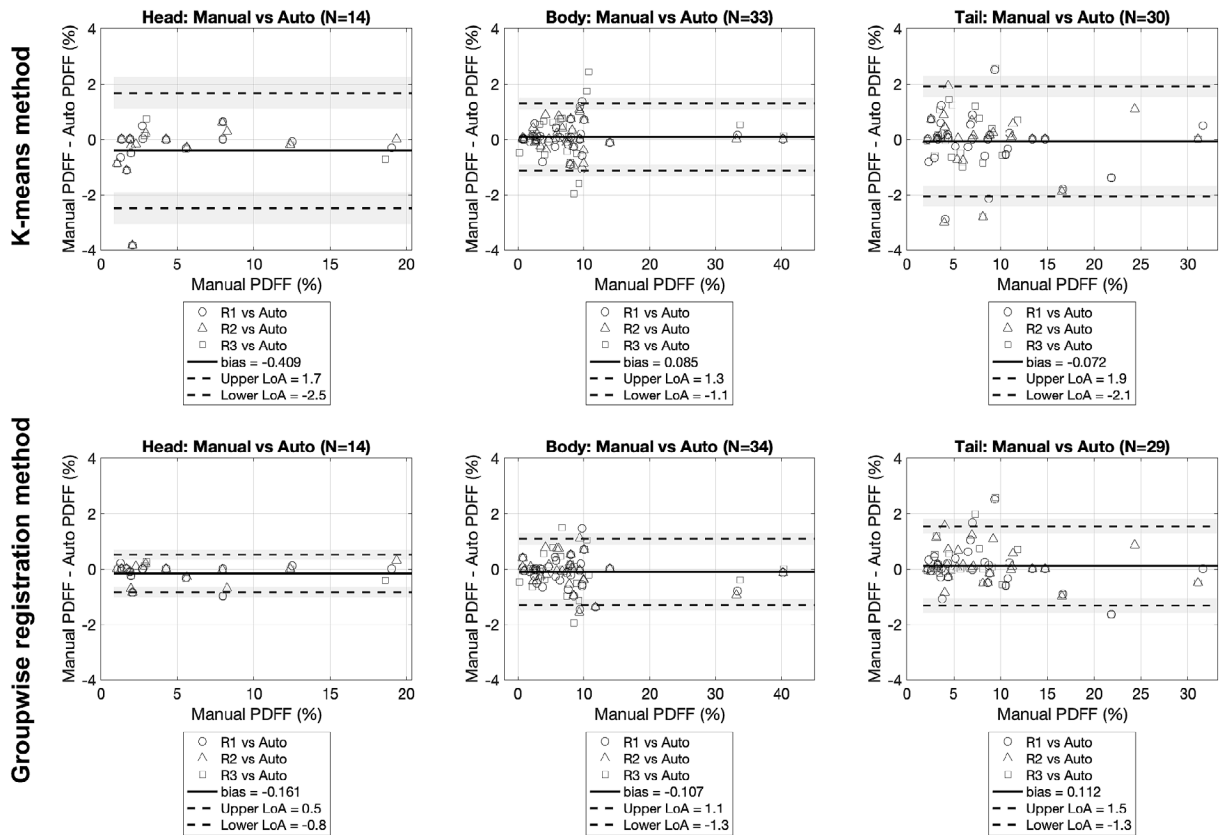 K-means method
Head: Manual vs Auto (N=14)
Manual PDFF - Auto PDFF (%)
4
2
0
-2
-4
0
5
10
15
20
Manual PDFF (%)
R1 vs Auto
R2 vs Auto
R3 vs Auto
bias = -0.409
Upper LoA = 1.7
Lower LoA = -2.5
Body: Manual vs Auto (N=33)
Manual PDFF - Auto PDFF (%)
4
2
0
-2
-4
0
10
20
30
40
Manual PDFF (%)
R1 vs Auto
R2 vs Auto
R3 vs Auto
bias = 0.085
Upper LoA = 1.3
Lower LoA = -1.1
Tail: Manual vs Auto (N=30)
Manual PDFF - Auto PDFF (%)
4
2
0
-2
-4
0
5
10
15
20
25
30
Manual PDFF (%)
R1 vs Auto
R2 vs Auto
R3 vs Auto
bias = -0.072
Upper LoA = 1.9
Lower LoA = -2.1
Groupwise registration method
Head: Manual vs Auto (N=14)
Manual PDFF - Auto PDFF (%)
4
2
0
-2
-4
0
5
10
15
20
Manual PDFF (%)
R1 vs Auto
R2 vs Auto
R3 vs Auto
bias = -0.161
Upper LoA = 0.5
Lower LoA = -0.8
Body: Manual vs Auto (N=34)
Manual PDFF - Auto PDFF (%)
4
2
0
-2
-4
0
10
20
30
40
Manual PDFF (%)
R1 vs Auto
R2 vs Auto
R3 vs Auto
bias = -0.107
Upper LoA = 1.1
Lower LoA = -1.3
Tail: Manual vs Auto (N=29)
Manual PDFF - Auto PDFF (%)
4
2
0
-2
-4
0
5
10
15
20
25
30
Manual PDFF (%)
R1 vs Auto
R2 vs Auto
R3 vs Auto
bias = 0.112
Upper LoA = 1.5
Lower LoA = -1.3